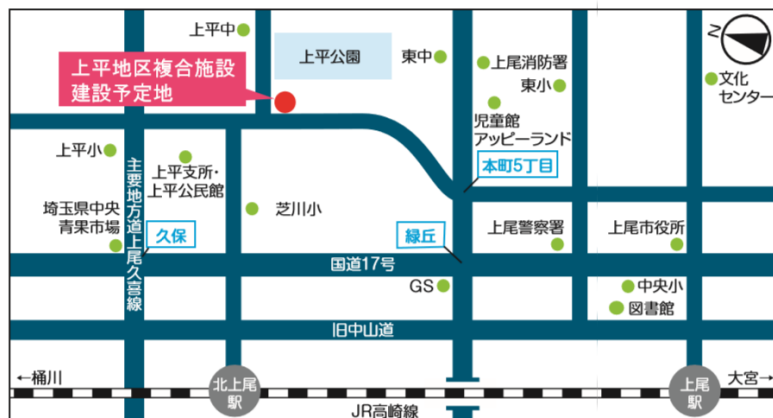 上平中
上平公園
東中
上尾消防署
東小
N
文化
センター
上平地区複合施設
建設予定地
児童館
アッピーランド
上平小
主要地方道上尾久喜線
上平支所・
上平公民館
本町5丁目
埼玉県中央
青果市場
芝川小
久保
緑丘
上尾警察署
上尾市役所
国道17号
GS
中央小
図書館
旧中山道
←桶川
北上尾
駅
上尾
駅
大宮→
JR高崎線